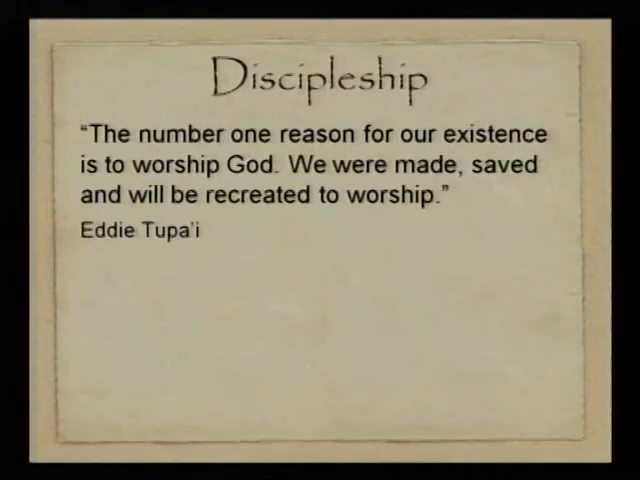 Discipleship
“The number one reason for our existence
is to worship God. We were made, saved
and will be recreated to worship.”
Eddie Tupa’i